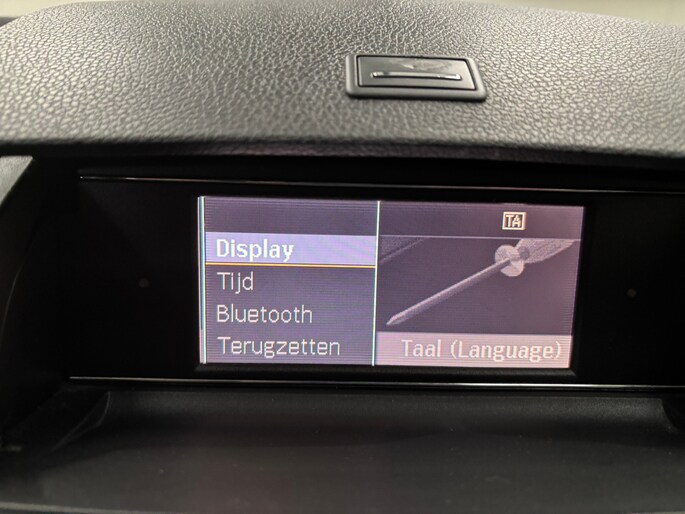 TA
Display
Tijd
Bluetooth
Terugzetten
Taal (Language)